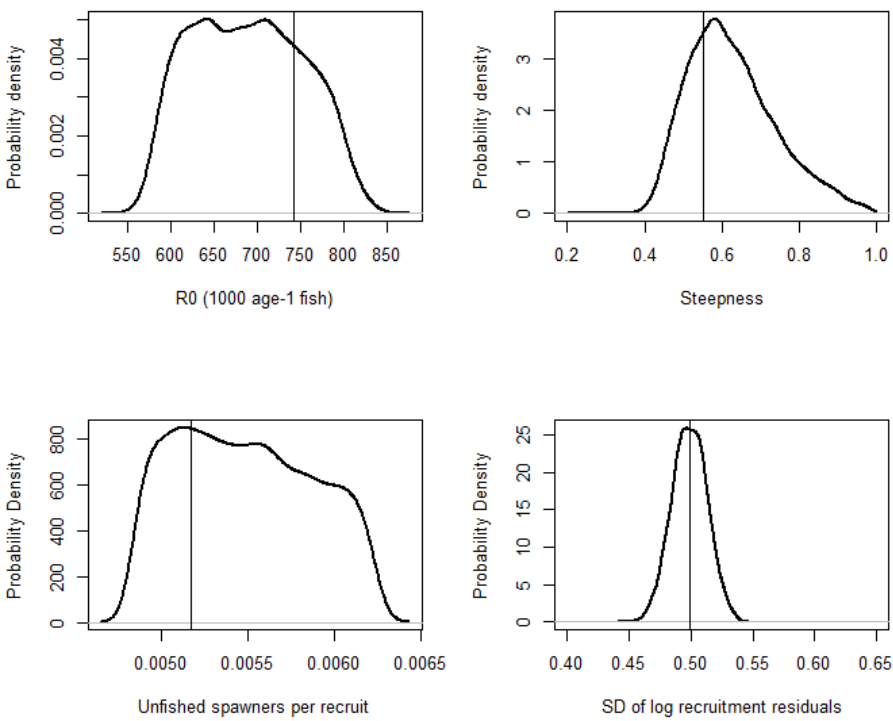 Probability density
0.000 0.002 0.004
550 600 650 700 750 800 850
R0 (1000 age-1 fish)
Probability density
0 1 2 3
0.2 0.4 0.6 0.8 1.0
Steepness
Probability Density
0 200 400 600 800
0.0050 0.0055 0.0060 0.0065
Unfished spawners per recruit
Probability Density
0 5 10 15 20 25
0.40 0.45 0.50 0.55 0.60 0.65
SD of log recruitment residuals